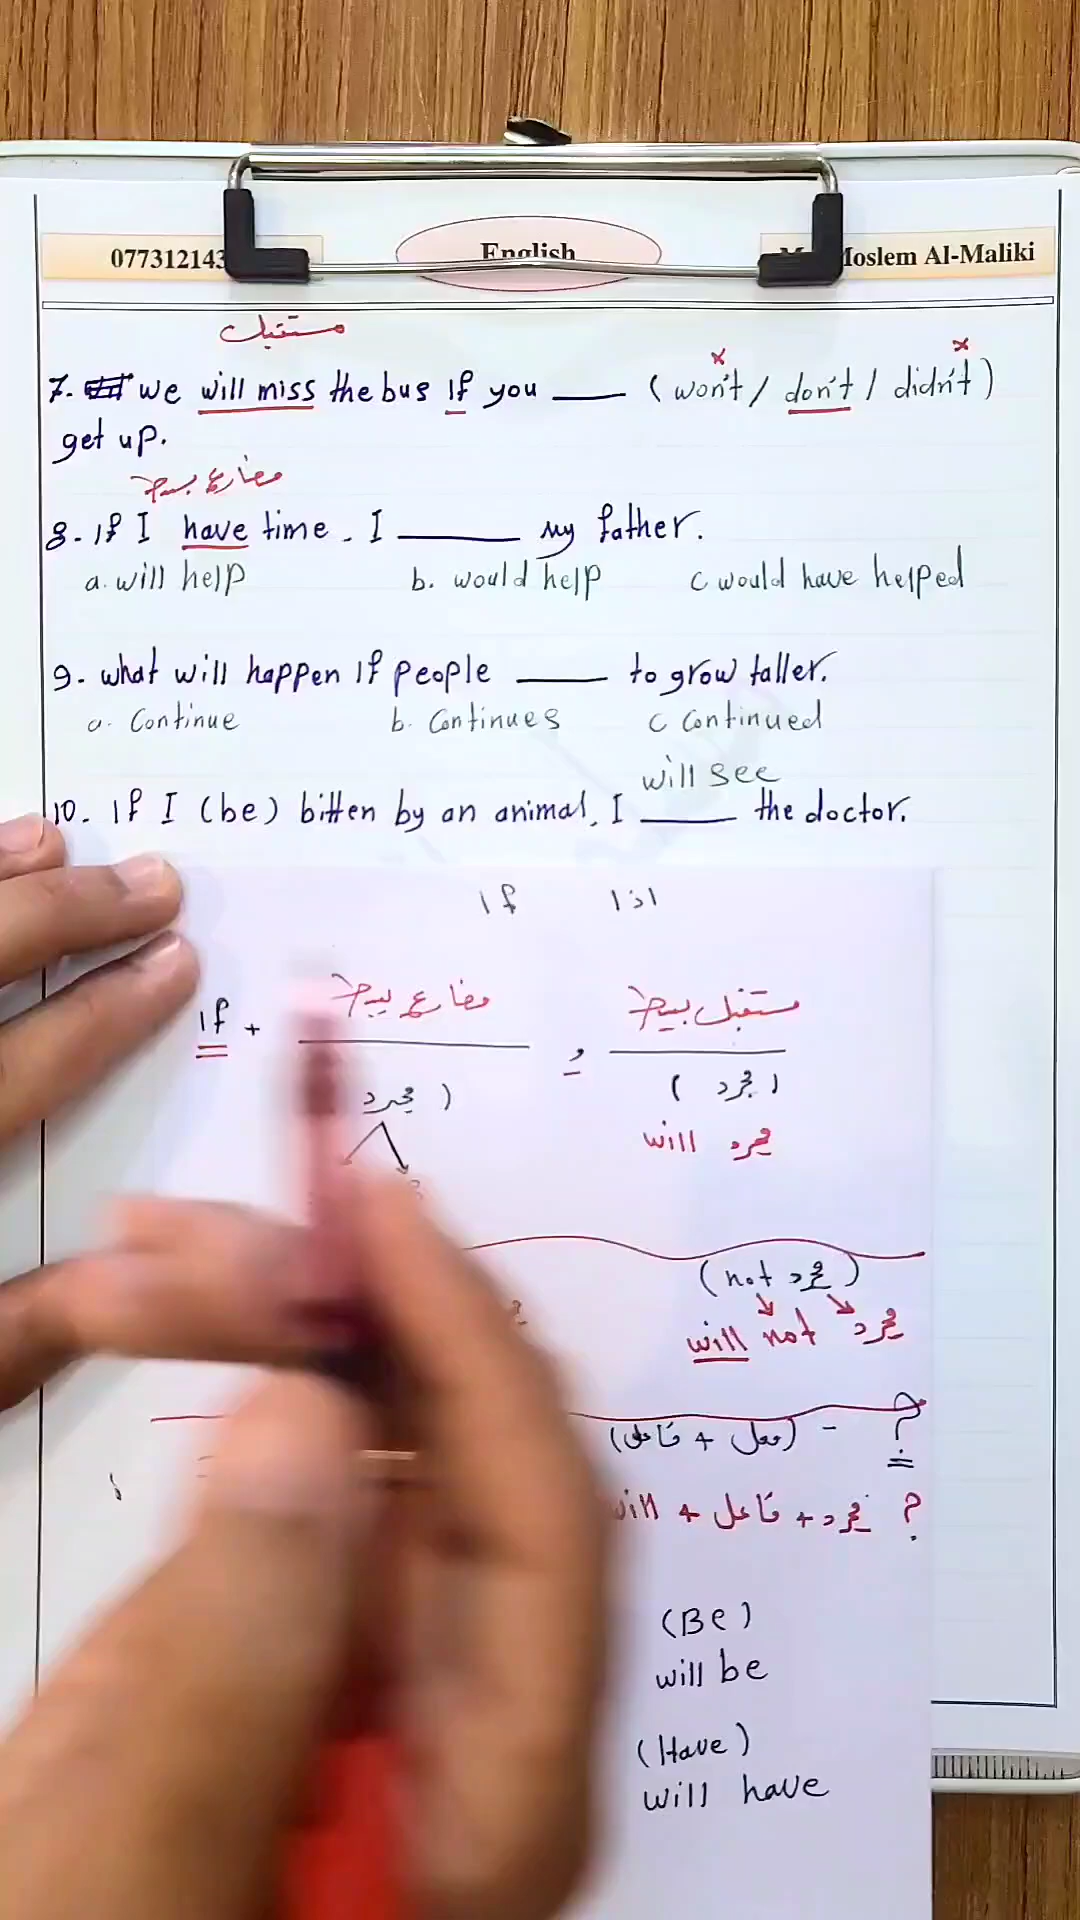 07731214
English
Moslem Al-Maliki
مستقبل
7. we will miss the bus If you ____ ( won't / don't / didn't )
get up.
مضارع بسيط
8. If I have time . I ______ my father.
a. will help b. would help c would have helped
9. what will happen If people ____ to grow taller.
a. Continue b. Continues c Continued
will see
10. If I (be) bitten by an animal, I ____ the doctor.
If اذا
If + مضارع بسيط , مستقبل بسيط
مجرد ) ( مجرد )
will مجرد
(not مجرد)
will not مجرد
(فاعل + فعل) - ?
will + فاعل + مجرد ?
(Be)
will be
(Have)
will have